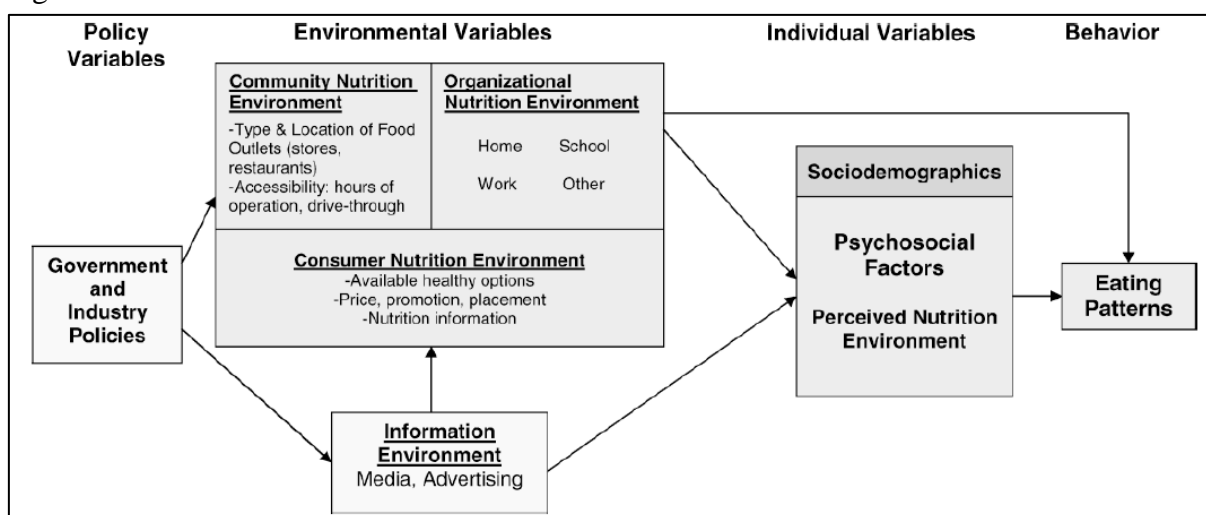 Policy
Variables
Environmental Variables
Individual Variables
Behavior
Community Nutrition
Environment
-Type & Location of Food
Outlets (stores,
restaurants)
-Accessibility: hours of
operation, drive-through
Organizational
Nutrition Environment
Home School
Work Other
Consumer Nutrition Environment
-Available healthy options
-Price, promotion, placement
-Nutrition information
Government
and
Industry
Policies
Information
Environment
Media, Advertising
Sociodemographics
Psychosocial
Factors
Perceived Nutrition
Environment
Eating
Patterns